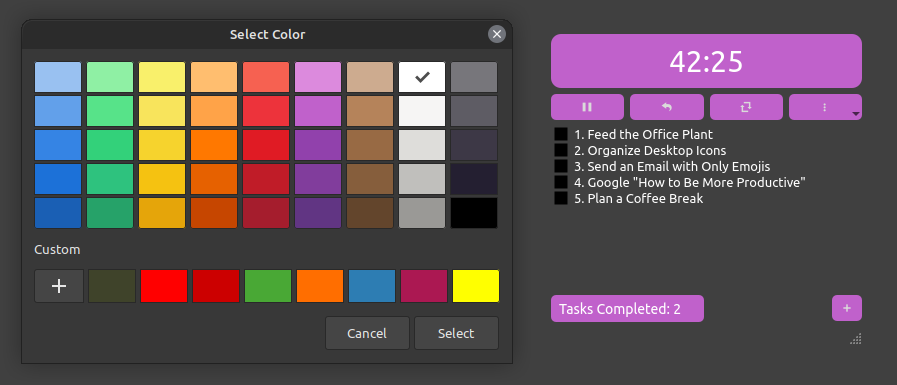 Select Color
Custom
+
Cancel
Select
42:25
1. Feed the Office Plant
2. Organize Desktop Icons
3. Send an Email with Only Emojis
4. Google "How to Be More Productive"
5. Plan a Coffee Break
Tasks Completed: 2
+